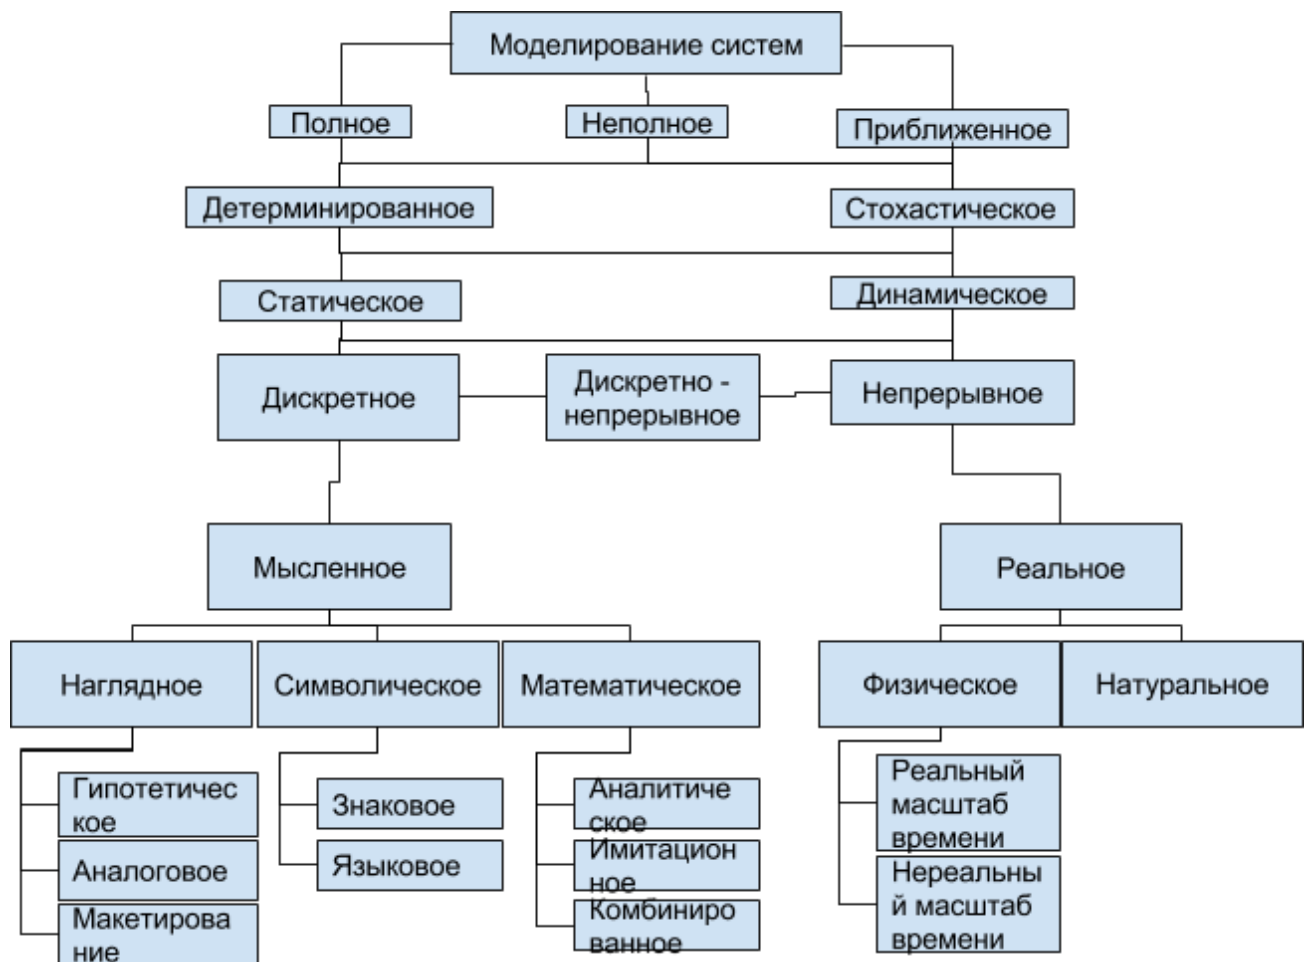 Моделирование систем
Полное
Неполное
Приближенное
Детерминированное
Стохастическое
Статическое
Динамическое
Дискретное
Дискретно -
непрерывное
Непрерывное
Мысленное
Реальное
Наглядное
Символическое
Математическое
Физическое
Натуральное
Гипотетичес
кое
Аналоговое
Макетирова
ние
Знаковое
Языковое
Аналитиче
ское
Имитацион
ное
Комбиниро
ванное
Реальный
масштаб
времени
Нереальны
й масштаб
времени